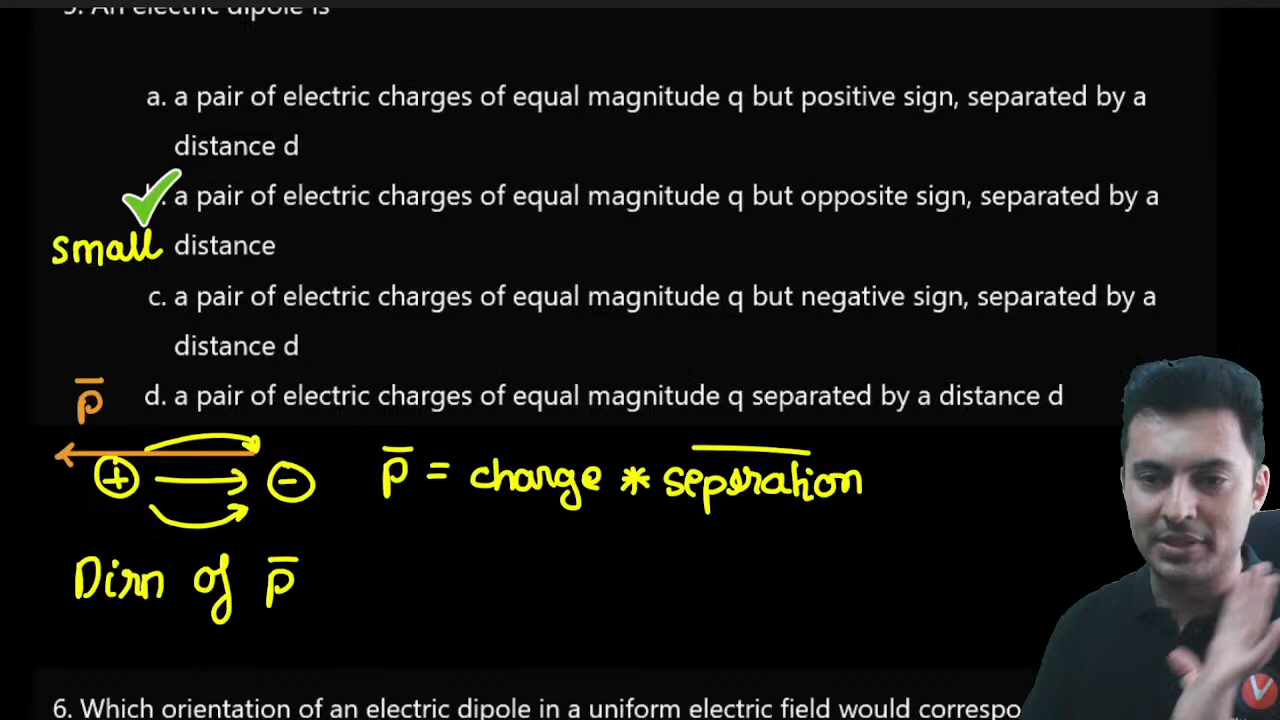 5. An electric dipole is
a. a pair of electric charges of equal magnitude q but positive sign, separated by a
distance d
a pair of electric charges of equal magnitude q but opposite sign, separated by a
small distance
c. a pair of electric charges of equal magnitude q but negative sign, separated by a
distance d
d. a pair of electric charges of equal magnitude q separated by a distance d
p̅
+ - p̅ = charge * seperation
Dirn of p̅
6. Which orientation of an electric dipole in a uniform electric field would correspo